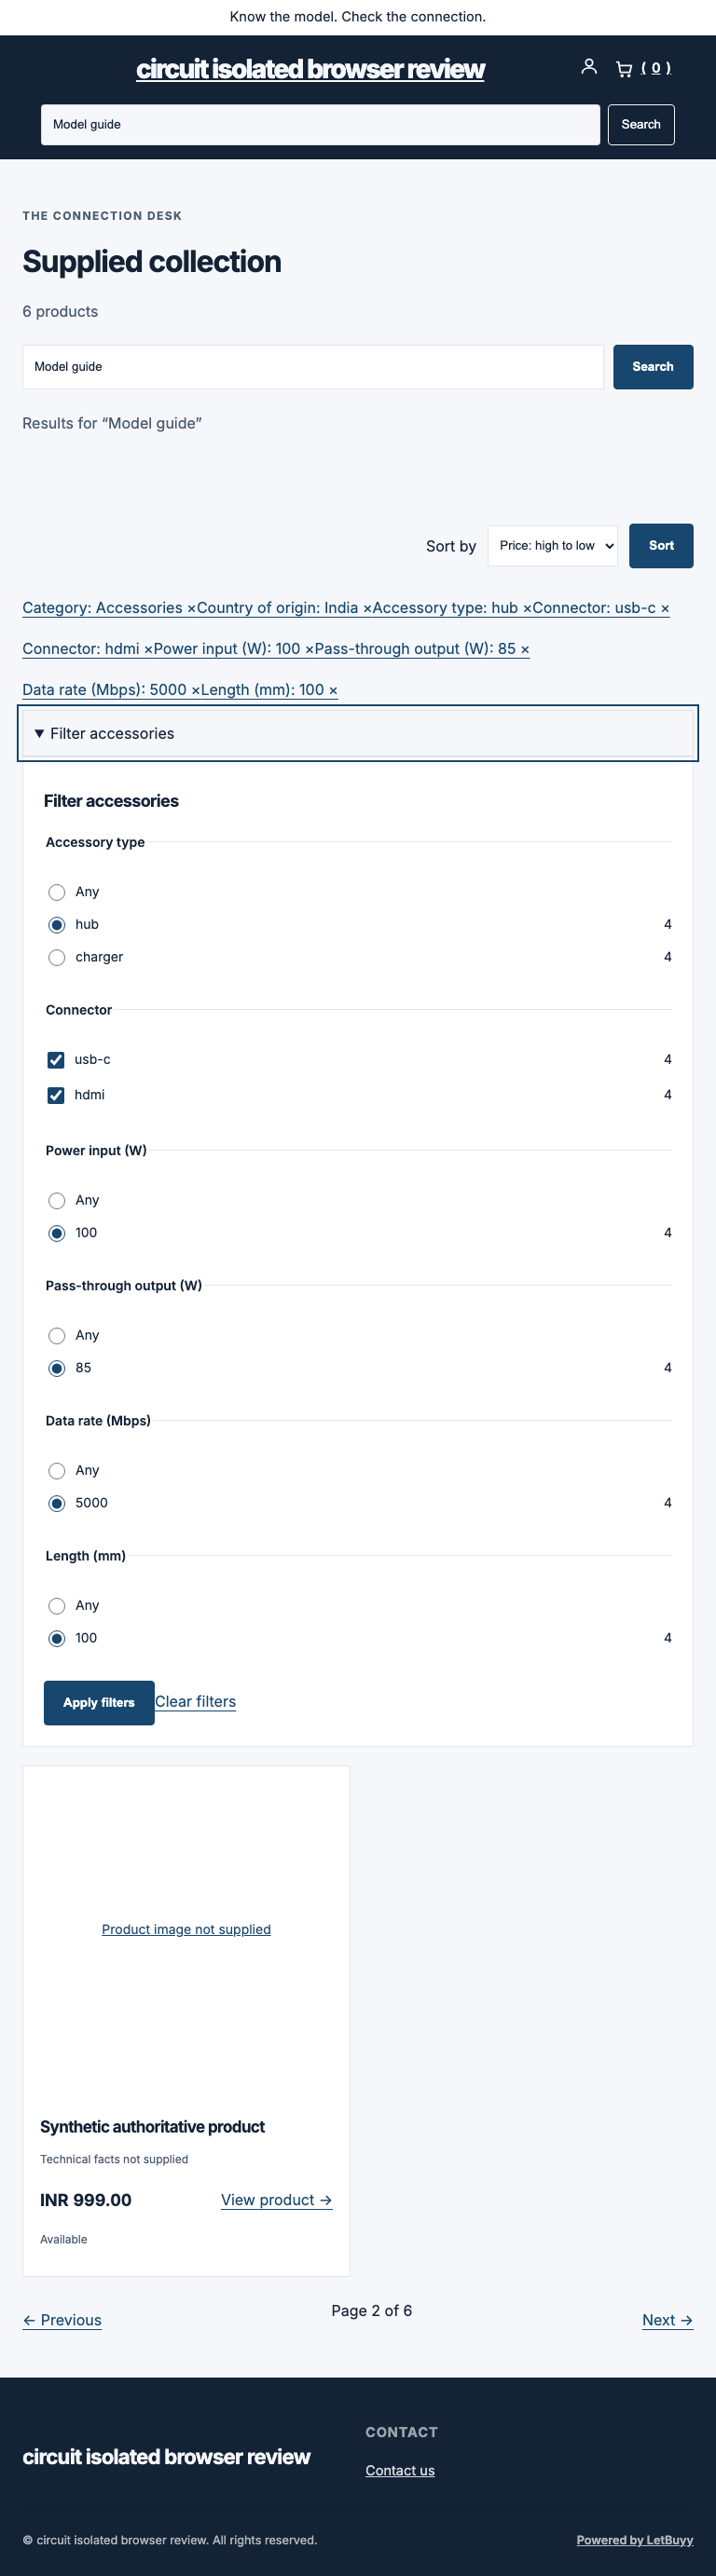 Know the model. Check the connection.
circuit isolated browser review
( 0 )
Model guide
Search
THE CONNECTION DESK
Supplied collection
6 products
Model guide
Search
Results for “Model guide”
Sort by
Price: high to low
Sort
Category: Accessories ×Country of origin: India ×Accessory type: hub ×Connector: usb-c ×
Connector: hdmi ×Power input (W): 100 ×Pass-through output (W): 85 ×
Data rate (Mbps): 5000 ×Length (mm): 100 ×
▼ Filter accessories
Filter accessories
Accessory type
Any
hub 4
charger 4
Connector
usb-c 4
hdmi 4
Power input (W)
Any
100 4
Pass-through output (W)
Any
85 4
Data rate (Mbps)
Any
5000 4
Length (mm)
Any
100 4
Apply filters
Clear filters
Product image not supplied
Synthetic authoritative product
Technical facts not supplied
INR 999.00
View product →
Available
← Previous
Page 2 of 6
Next →
CONTACT
circuit isolated browser review
Contact us
© circuit isolated browser review. All rights reserved.
Powered by LetBuyy